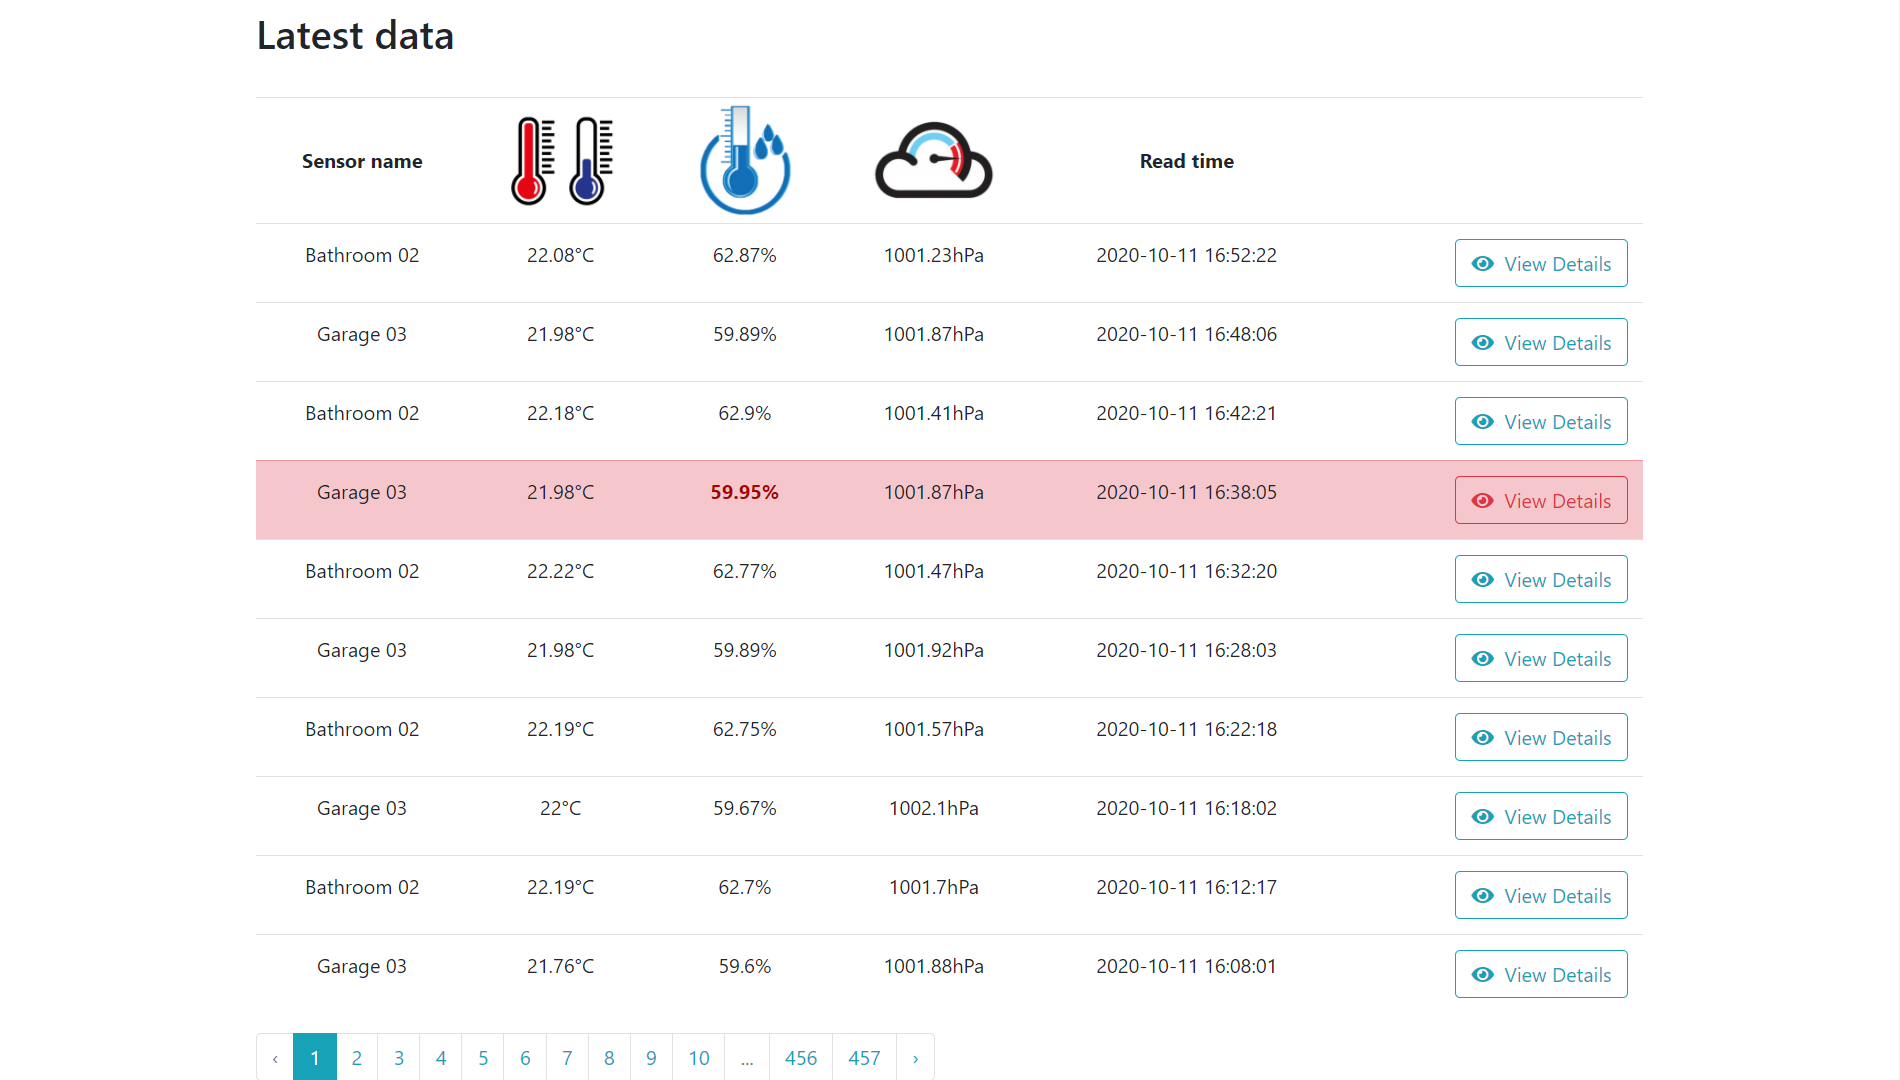 Latest data
Sensor name Read time
Bathroom 02 22.08°C 62.87% 1001.23hPa 2020-10-11 16:52:22 View Details
Garage 03 21.98°C 59.89% 1001.87hPa 2020-10-11 16:48:06 View Details
Bathroom 02 22.18°C 62.9% 1001.41hPa 2020-10-11 16:42:21 View Details
Garage 03 21.98°C 59.95% 1001.87hPa 2020-10-11 16:38:05 View Details
Bathroom 02 22.22°C 62.77% 1001.47hPa 2020-10-11 16:32:20 View Details
Garage 03 21.98°C 59.89% 1001.92hPa 2020-10-11 16:28:03 View Details
Bathroom 02 22.19°C 62.75% 1001.57hPa 2020-10-11 16:22:18 View Details
Garage 03 22°C 59.67% 1002.1hPa 2020-10-11 16:18:02 View Details
Bathroom 02 22.19°C 62.7% 1001.7hPa 2020-10-11 16:12:17 View Details
Garage 03 21.76°C 59.6% 1001.88hPa 2020-10-11 16:08:01 View Details
‹ 1 2 3 4 5 6 7 8 9 10 ... 456 457 ›